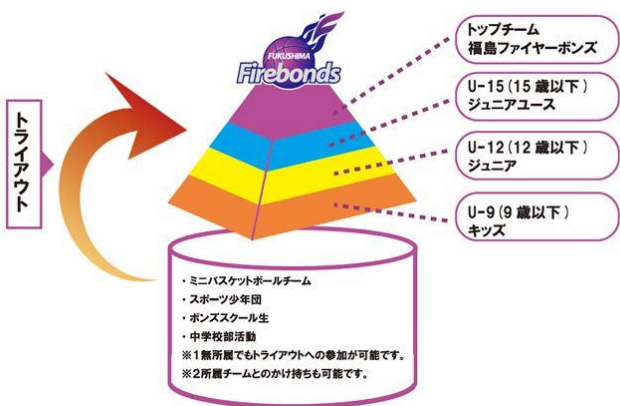 FUKUSHIMA
Firebonds
トップチーム
福島ファイヤーボンズ
U-15(15歳以下)
ジュニアユース
U-12(12歳以下)
ジュニア
U-9(9歳以下)
キッズ
トライアウト
・ミニバスケットボールチーム
・スポーツ少年団
・ボンズスクール生
・中学校部活動
※1無所属でもトライアウトへの参加が可能です。
※2所属チームとのかけ持ちも可能です。